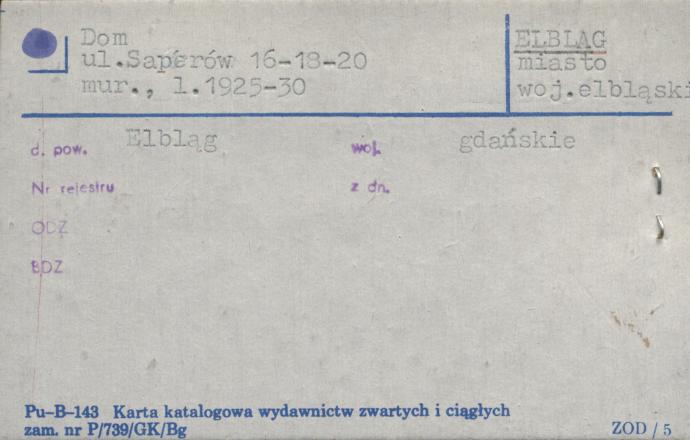 Dom
ul.Saperów 16-18-20
mur., l.1925-30
ELBLĄG
miasto
woj.elbląski
d. pow. Elbląg woj. gdańskie
Nr rejestru z dn.
ODZ
BDZ
Pu-B-143 Karta katalogowa wydawnictw zwartych i ciągłych
zam. nr P/739/GK/Bg ZOD / 5